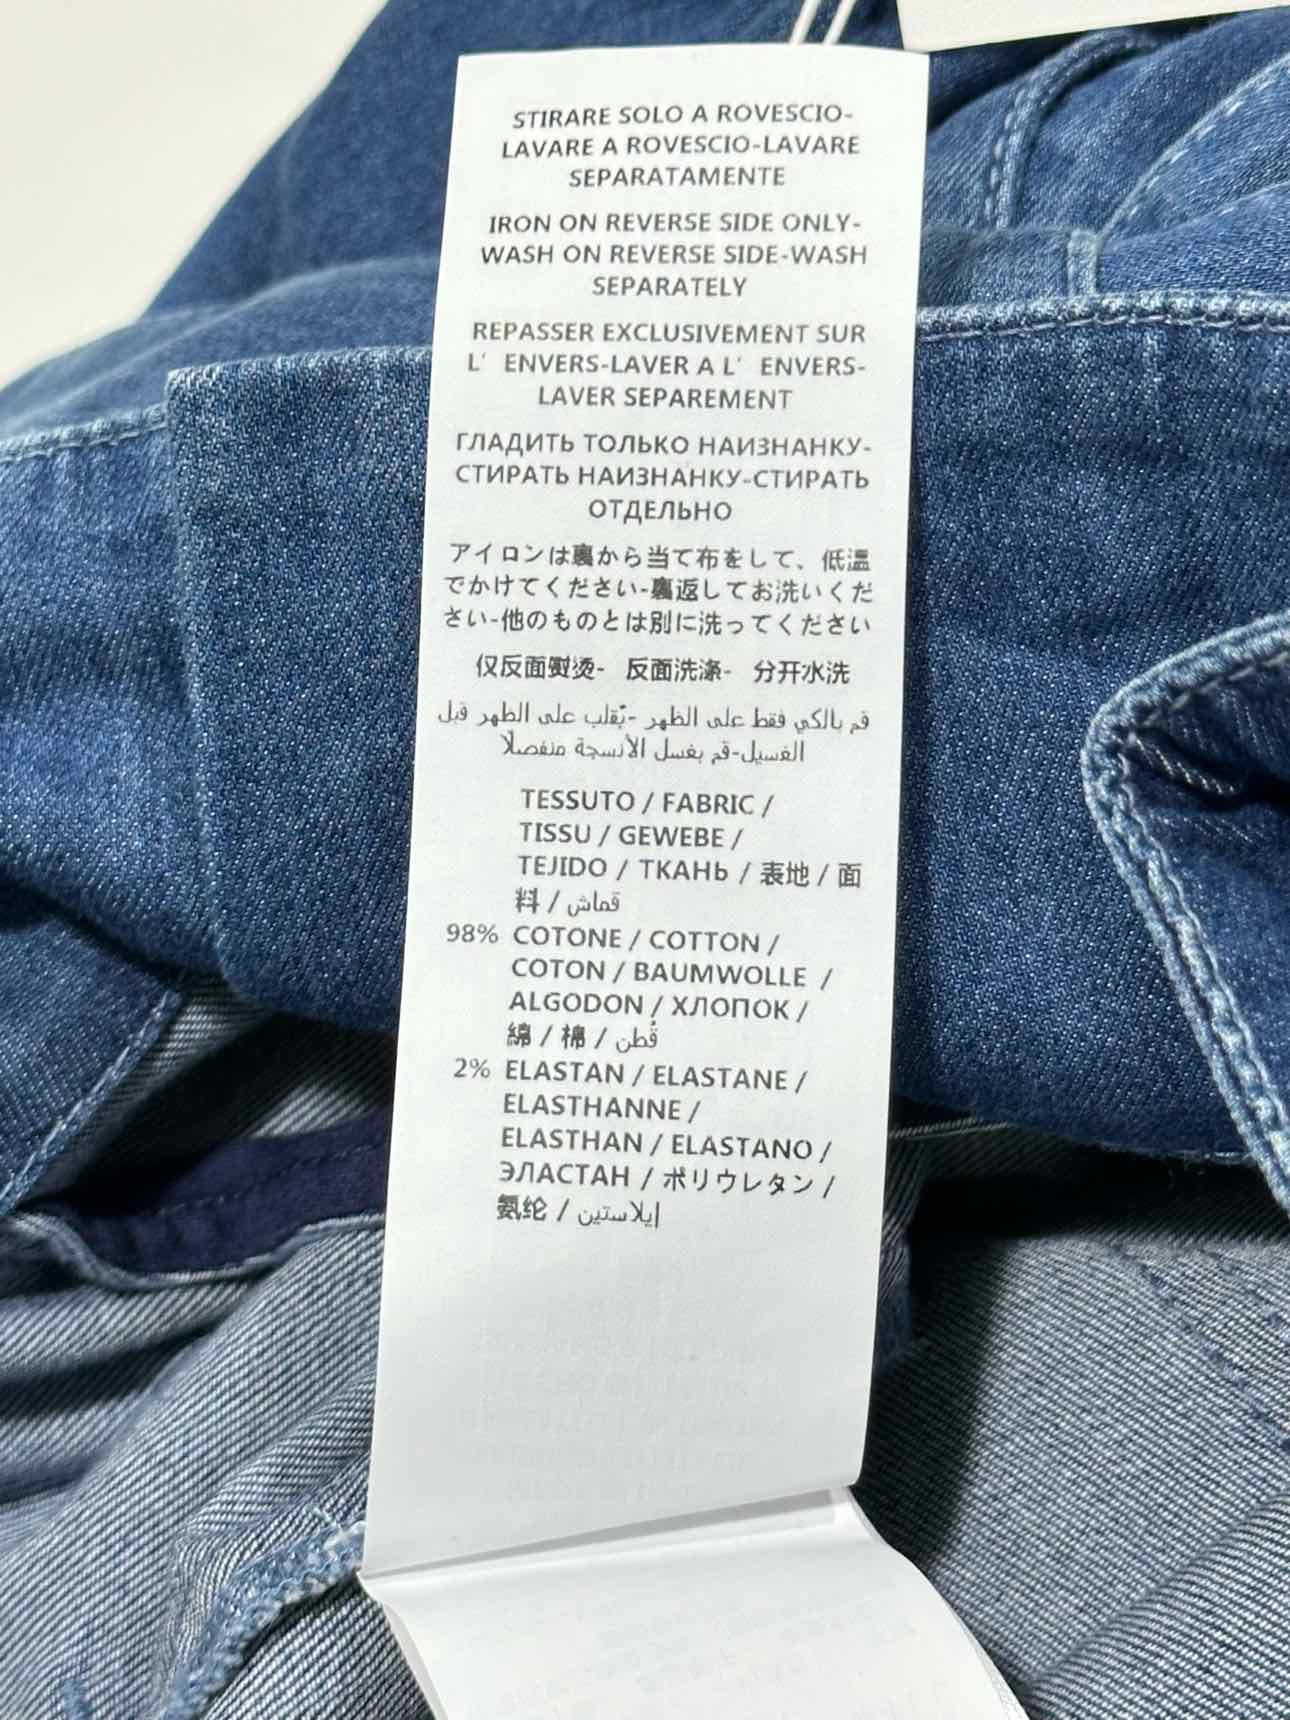 STIRARE SOLO A ROVESCIO-
LAVARE A ROVESCIO-LAVARE
SEPARATAMENTE
IRON ON REVERSE SIDE ONLY-
WASH ON REVERSE SIDE-WASH
SEPARATELY
REPASSER EXCLUSIVEMENT SUR
L' ENVERS-LAVER A L' ENVERS-
LAVER SEPAREMENT
ГЛАДИТЬ ТОЛЬКО НАИЗНАНКУ-
СТИРАТЬ НАИЗНАНКУ-СТИРАТЬ
ОТДЕЛЬНО
アイロンは裏から当て布をして、低温
でかけてください-裏返してお洗いくだ
さい-他のものとは別に洗ってください
仅反面熨烫- 反面洗涤- 分开水洗
قم بالكي فقط على الظهر -يُقلب على الظهر قبل
الغسيل-قم بغسل الأنسجة منفصلًا
TESSUTO / FABRIC /
TISSU / GEWEBE /
TEJIDO / ТКАНЬ / 表地 / 面
料 / قماش
98% COTONE / COTTON /
COTON / BAUMWOLLE /
ALGODON / ХЛОПОК /
綿 / 棉 / قُطن
2% ELASTAN / ELASTANE /
ELASTHANNE /
ELASTHAN / ELASTANO /
ЭЛАСТАН / ポリウレタン /
氨纶 / إيلاستين